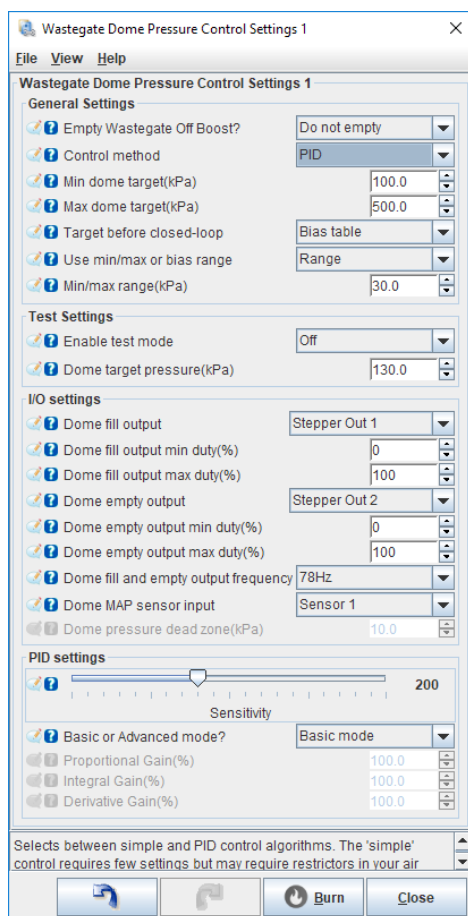 Wastegate Dome Pressure Control Settings 1
File View Help
Wastegate Dome Pressure Control Settings 1
General Settings
Empty Wastegate Off Boost? Do not empty
Control method PID
Min dome target(kPa) 100.0
Max dome target(kPa) 500.0
Target before closed-loop Bias table
Use min/max or bias range Range
Min/max range(kPa) 30.0
Test Settings
Enable test mode Off
Dome target pressure(kPa) 130.0
I/O settings
Dome fill output Stepper Out 1
Dome fill output min duty(%) 0
Dome fill output max duty(%) 100
Dome empty output Stepper Out 2
Dome empty output min duty(%) 0
Dome empty output max duty(%) 100
Dome fill and empty output frequency 78Hz
Dome MAP sensor input Sensor 1
Dome pressure dead zone(kPa) 10.0
PID settings
200
Sensitivity
Basic or Advanced mode? Basic mode
Proportional Gain(%) 100.0
Integral Gain(%) 100.0
Derivative Gain(%) 100.0
Selects between simple and PID control algorithms. The 'simple'
control requires few settings but may require restrictors in your air
Burn Close